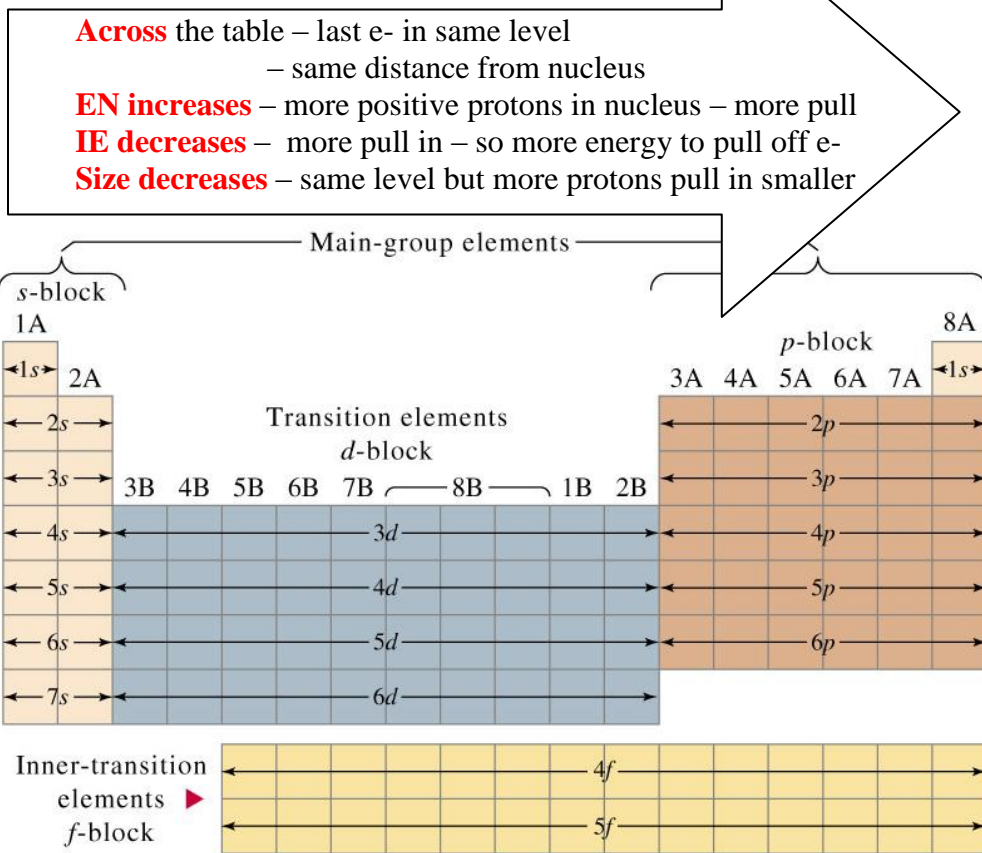 Across the table – last e- in same level
– same distance from nucleus
EN increases – more positive protons in nucleus – more pull
IE decreases – more pull in – so more energy to pull off e-
Size decreases – same level but more protons pull in smaller
Main-group elements
s-block
1A
8A
p-block
1s
2A
3A 4A 5A 6A 7A
1s
2s
Transition elements
d-block
2p
3s
3B 4B 5B 6B 7B 8B 1B 2B
3p
4s
3d
4p
5s
4d
5p
6s
5d
6p
7s
6d
Inner-transition
elements
f-block
4f
5f